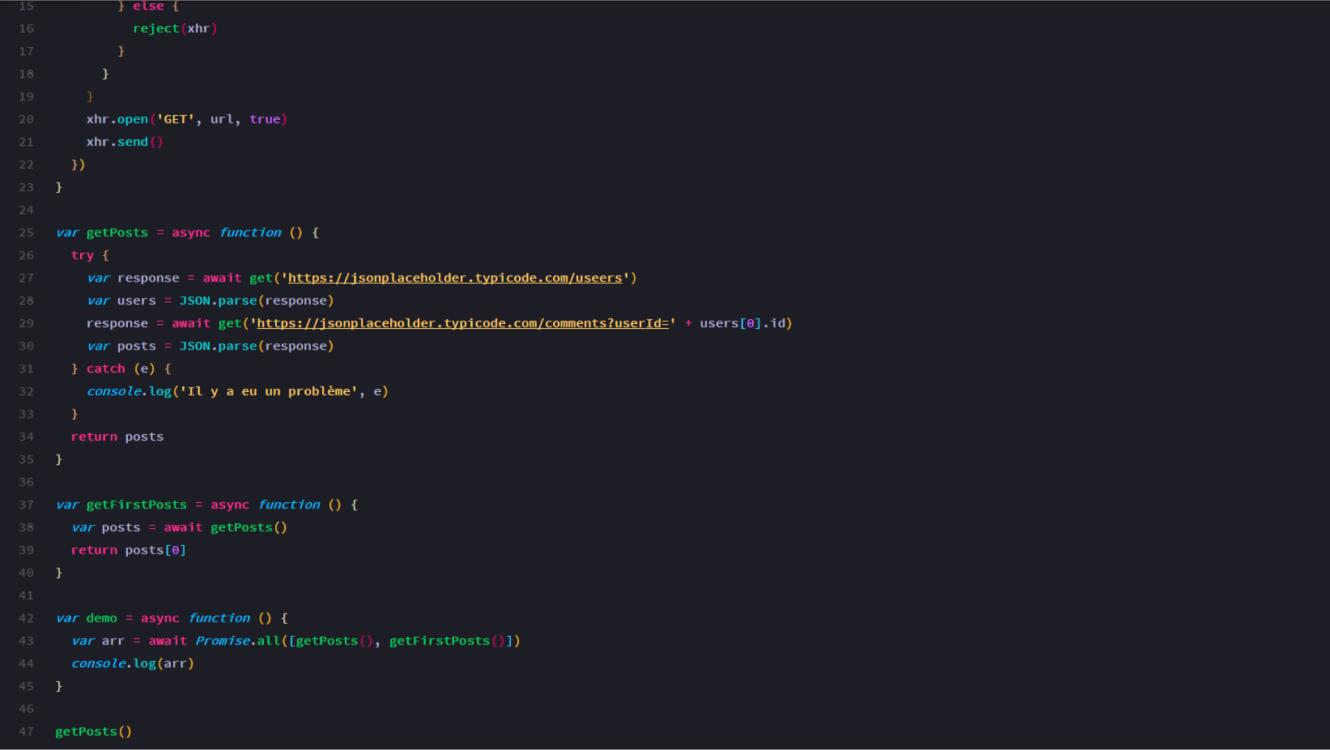 15 } else {
16 reject(xhr)
17 }
18 }
19 }
20 xhr.open('GET', url, true)
21 xhr.send()
22 })
23 }
24
25 var getPosts = async function () {
26 try {
27 var response = await get('https://jsonplaceholder.typicode.com/useers')
28 var users = JSON.parse(response)
29 response = await get('https://jsonplaceholder.typicode.com/comments?userId=' + users[0].id)
30 var posts = JSON.parse(response)
31 } catch (e) {
32 console.log('Il y a eu un problème', e)
33 }
34 return posts
35 }
36
37 var getFirstPosts = async function () {
38 var posts = await getPosts()
39 return posts[0]
40 }
41
42 var demo = async function () {
43 var arr = await Promise.all([getPosts(), getFirstPosts()])
44 console.log(arr)
45 }
46
47 getPosts()